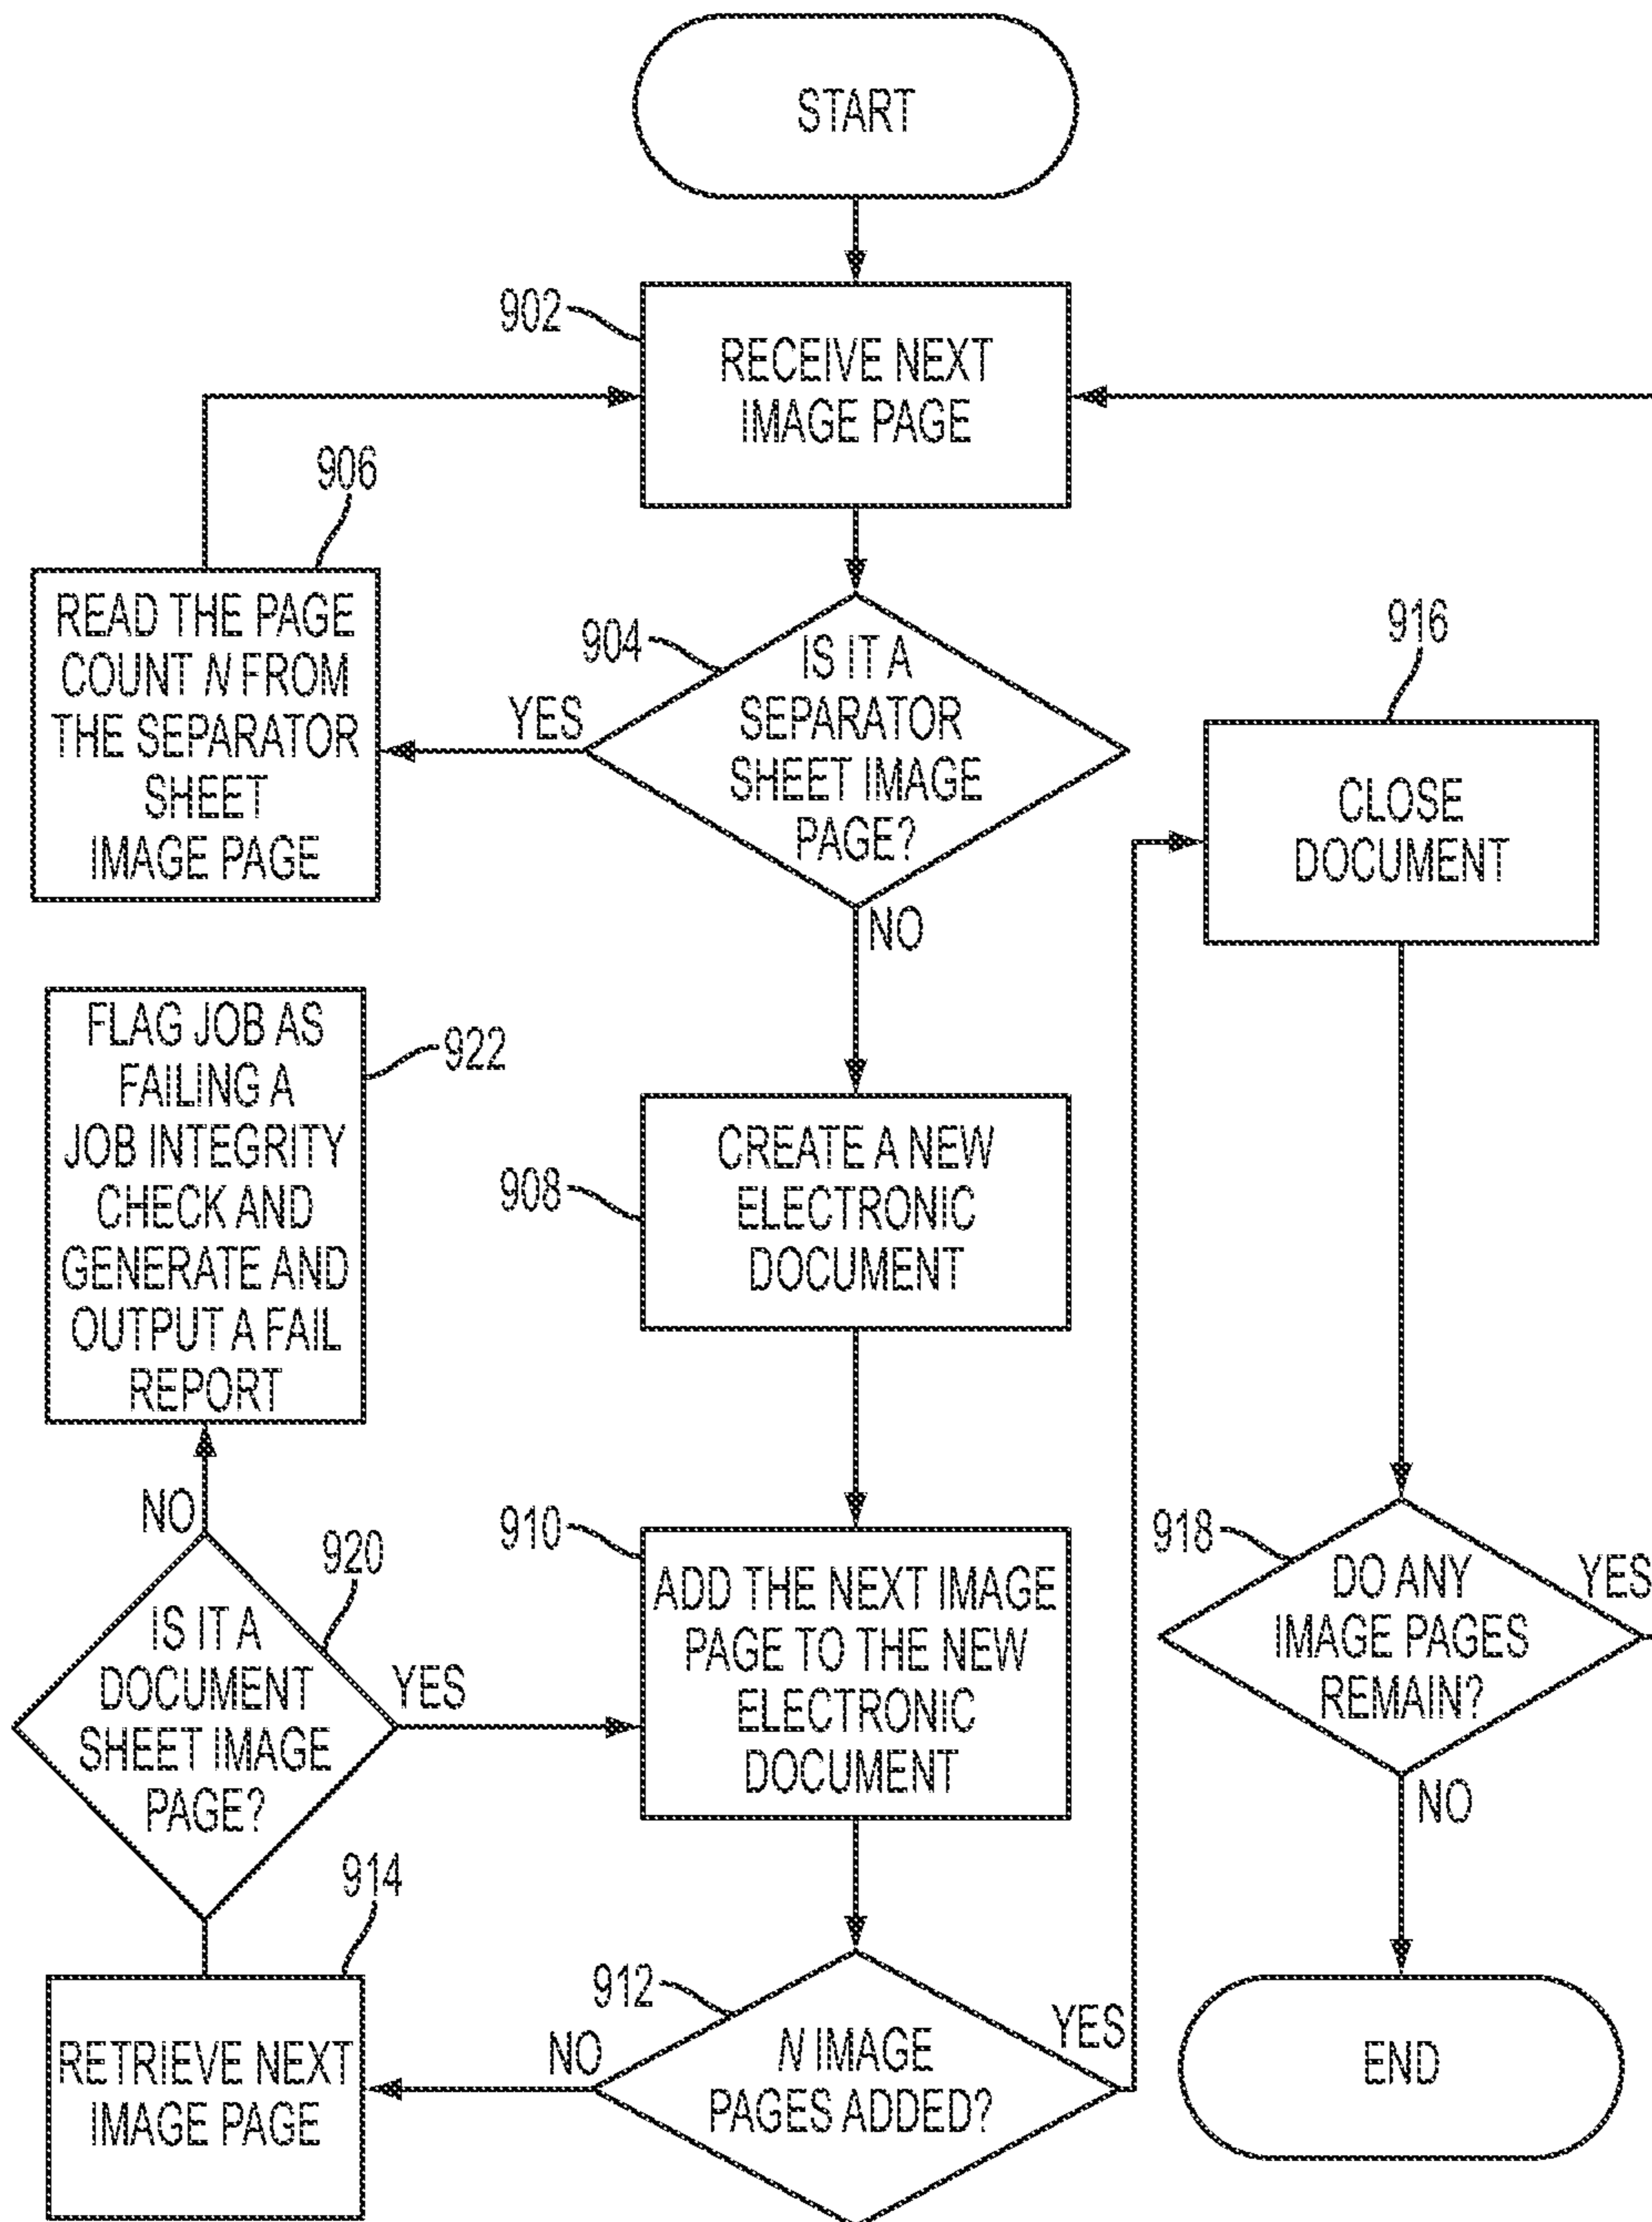 START
902
RECEIVE NEXT
IMAGE PAGE
906
READ THE PAGE
COUNT N FROM
THE SEPARATOR
SHEET
IMAGE PAGE
904
IS IT A
SEPARATOR
SHEET IMAGE
PAGE?
YES
NO
916
CLOSE
DOCUMENT
FLAG JOB AS
FAILING A
JOB INTEGRITY
CHECK AND
GENERATE AND
OUTPUT A FAIL
REPORT
922
908
CREATE A NEW
ELECTRONIC
DOCUMENT
NO
920
IS IT A
DOCUMENT
SHEET IMAGE
PAGE?
YES
910
ADD THE NEXT IMAGE
PAGE TO THE NEW
ELECTRONIC
DOCUMENT
918
DO ANY
IMAGE PAGES
REMAIN?
YES
NO
914
RETRIEVE NEXT
IMAGE PAGE
912
N IMAGE
PAGES ADDED?
NO
YES
END